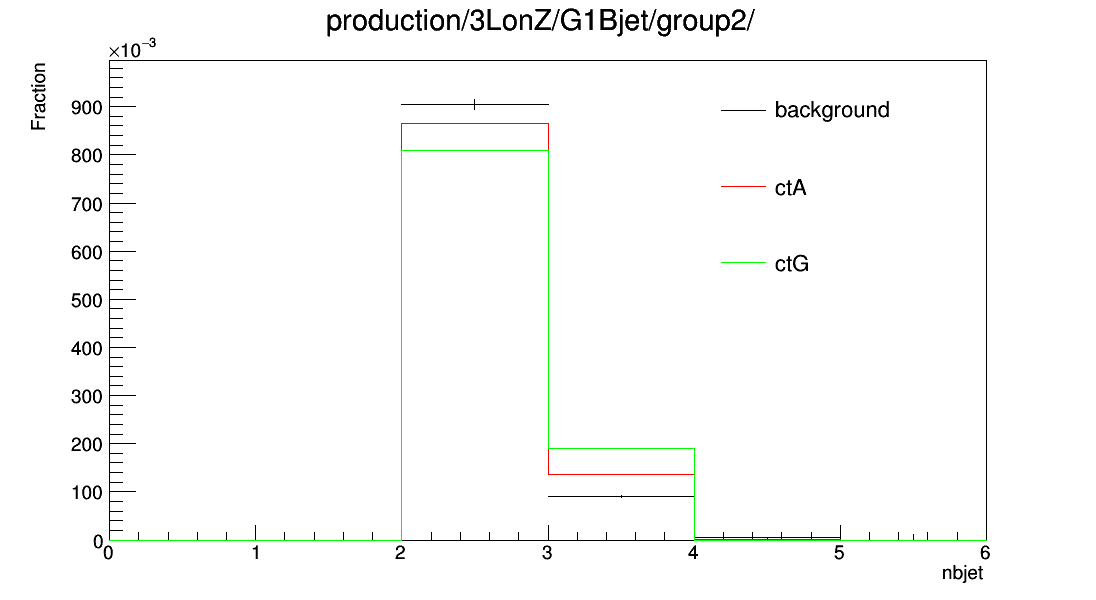 production/3LonZ/G1Bjet/group2/
×10⁻³
Fraction
900
800
700
600
500
400
300
200
100
0
background
ctA
ctG
0 1 2 3 4 5 6
nbjet